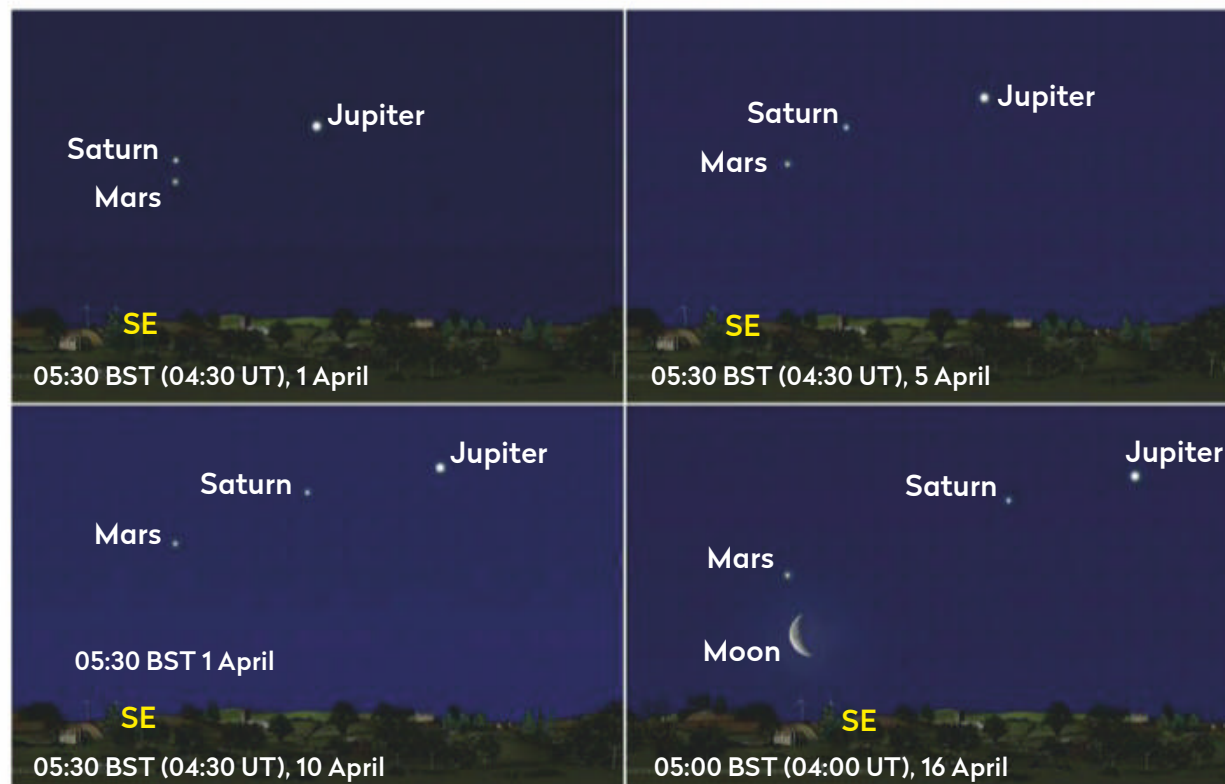 Jupiter
Saturn
Mars
SE
05:30 BST (04:30 UT), 1 April
Jupiter
Saturn
Mars
SE
05:30 BST (04:30 UT), 5 April
Jupiter
Saturn
Mars
05:30 BST 1 April
SE
05:30 BST (04:30 UT), 10 April
Jupiter
Saturn
Mars
Moon
SE
05:00 BST (04:00 UT), 16 April